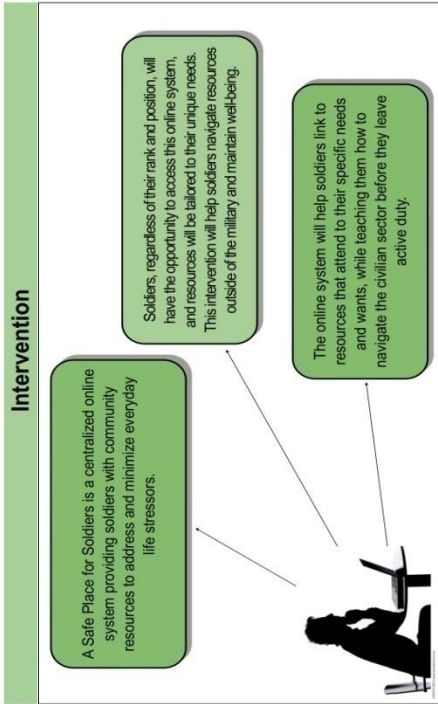 Intervention
A Safe Place for Soldiers is a centralized online
system providing soldiers with community
resources to address and minimize everyday
life stressors.
Soldiers, regardless of their rank and position, will
have the opportunity to access this online system,
and resources will be tailored to their unique needs.
This intervention will help soldiers navigate resources
outside of the military and maintain well-being.
The online system will help soldiers link to
resources that attend to their specific needs
and wants, while teaching them how to
navigate the civilian sector before they leave
active duty.